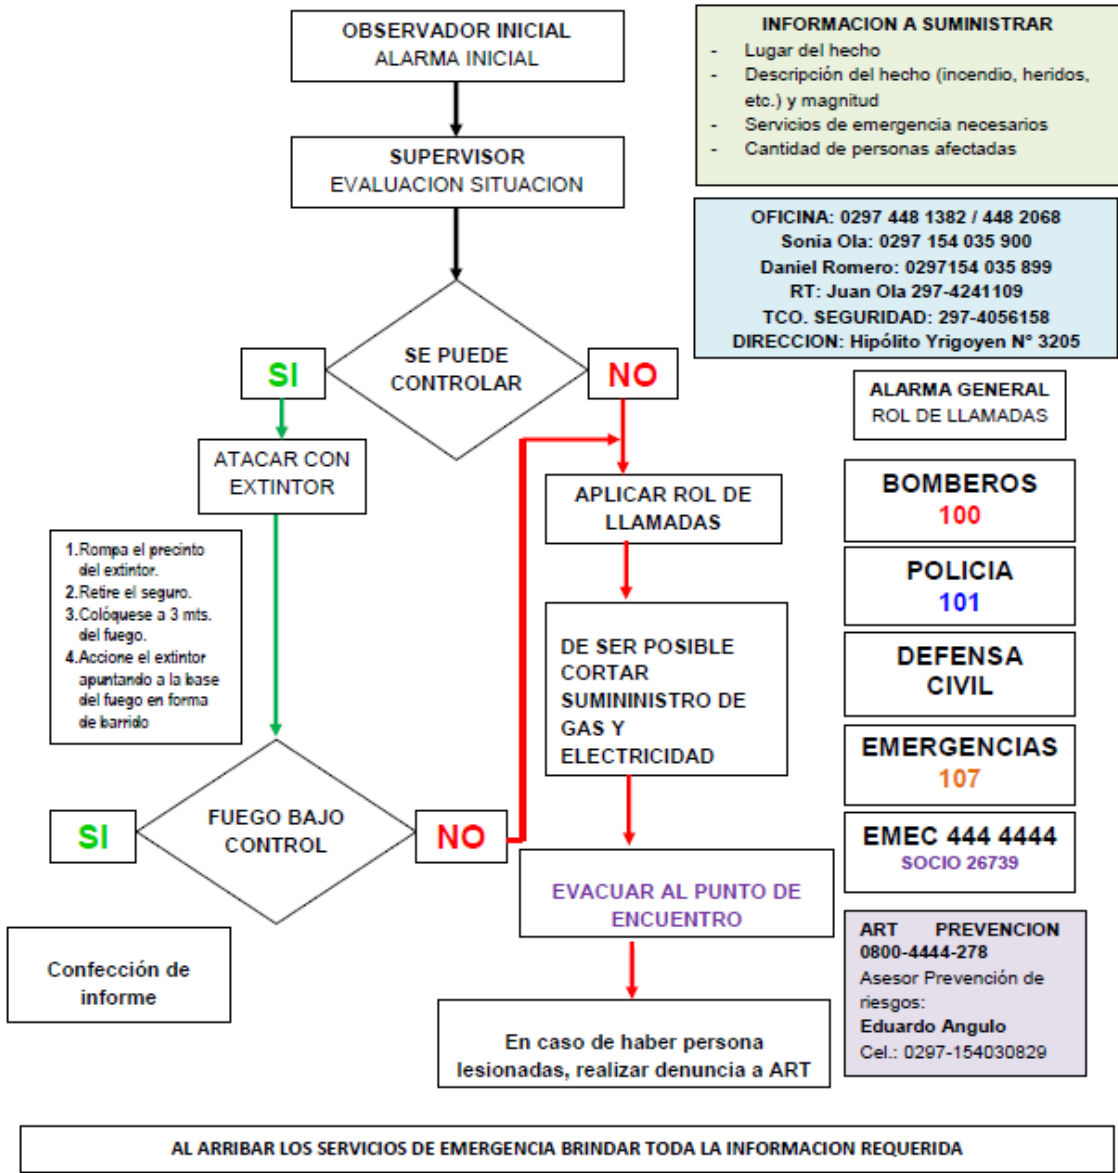 OBSERVADOR INICIAL
ALARMA INICIAL
SUPERVISOR
EVALUACION SITUACION
SE PUEDE
CONTROLAR
SI
NO
ATACAR CON
EXTINTOR
1.Rompa el precinto
del extintor.
2.Retire el seguro.
3.Colóquese a 3 mts.
del fuego.
4.Accione el extintor
apuntando a la base
del fuego en forma
de barrido
FUEGO BAJO
CONTROL
SI
NO
Confección de
informe
APLICAR ROL DE
LLAMADAS
DE SER POSIBLE
CORTAR
SUMININISTRO DE
GAS Y
ELECTRICIDAD
EVACUAR AL PUNTO DE
ENCUENTRO
En caso de haber persona
lesionadas, realizar denuncia a ART
INFORMACION A SUMINISTRAR
- Lugar del hecho
- Descripción del hecho (incendio, heridos,
etc.) y magnitud
- Servicios de emergencia necesarios
- Cantidad de personas afectadas
OFICINA: 0297 448 1382 / 448 2068
Sonia Ola: 0297 154 035 900
Daniel Romero: 0297154 035 899
RT: Juan Ola 297-4241109
TCO. SEGURIDAD: 297-4056158
DIRECCION: Hipólito Yrigoyen N° 3205
ALARMA GENERAL
ROL DE LLAMADAS
BOMBEROS
100
POLICIA
101
DEFENSA
CIVIL
EMERGENCIAS
107
EMEC 444 4444
SOCIO 26739
ART PREVENCION
0800-4444-278
Asesor Prevención de
riesgos:
Eduardo Angulo
Cel.: 0297-154030829
AL ARRIBAR LOS SERVICIOS DE EMERGENCIA BRINDAR TODA LA INFORMACION REQUERIDA